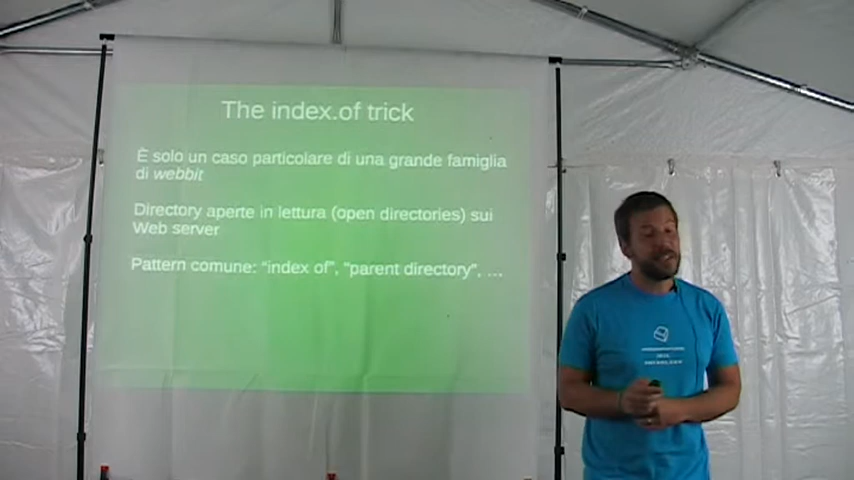 The index.of trick
È solo un caso particolare di una grande famiglia
di webbit
Directory aperte in lettura (open directories) sui
Web server
Pattern comune: “index of”, “parent directory”, …